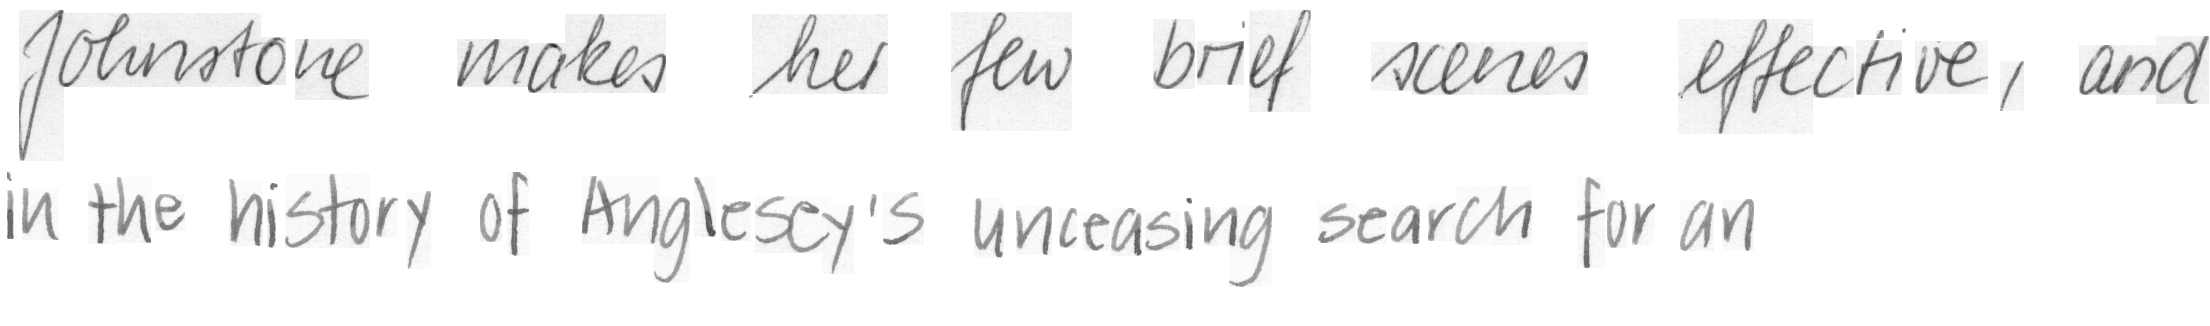 Johnstone makes her few brief scenes effective, and
in the history of Anglesey's unceasing search for an